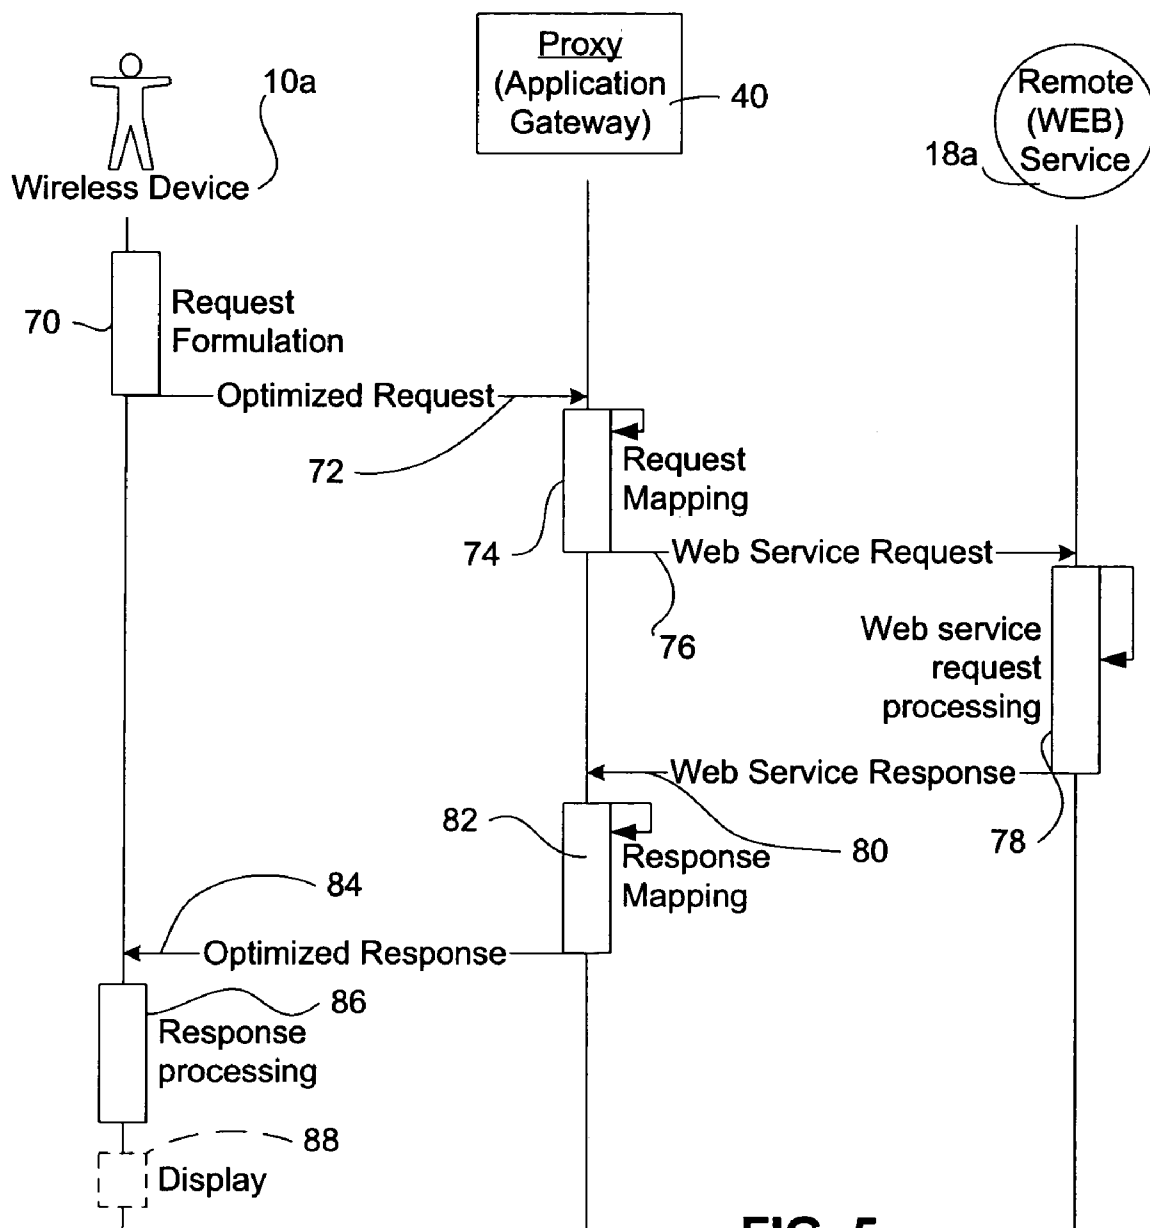 Proxy
(Application
Gateway)
40
10a
Wireless Device
Remote
(WEB)
Service
18a
70
Request
Formulation
Optimized Request
72
Request
Mapping
74
Web Service Request
76
Web service
request
processing
78
Web Service Response
80
82
Response
Mapping
84
Optimized Response
86
Response
processing
88
Display
FIG. 5